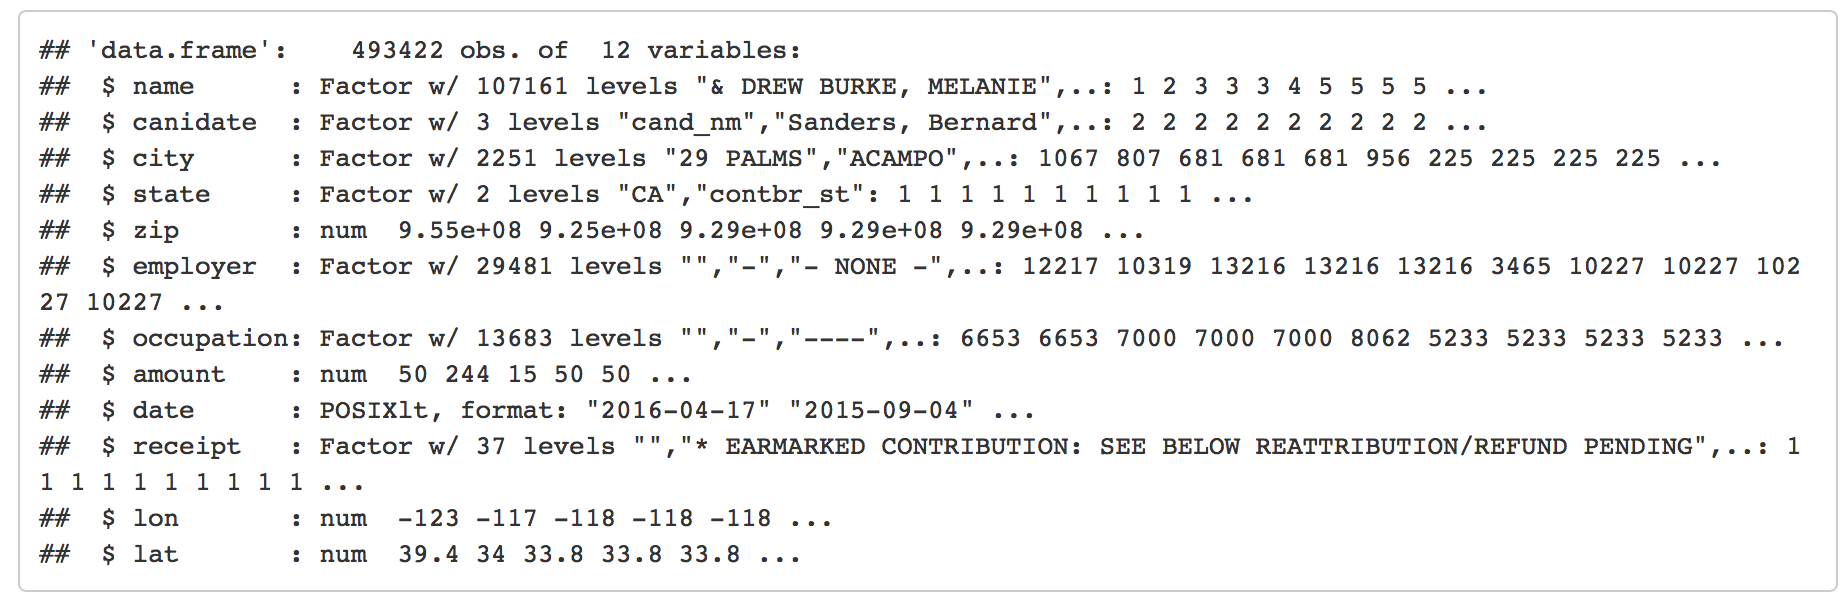 ## 'data.frame':    493422 obs. of  12 variables:
##  $ name      : Factor w/ 107161 levels "& DREW BURKE, MELANIE",..: 1 2 3 3 3 4 5 5 5 5 ...
##  $ canidate  : Factor w/ 3 levels "cand_nm","Sanders, Bernard",..: 2 2 2 2 2 2 2 2 2 2 ...
##  $ city      : Factor w/ 2251 levels "29 PALMS","ACAMPO",..: 1067 807 681 681 681 956 225 225 225 225 ...
##  $ state     : Factor w/ 2 levels "CA","contbr_st": 1 1 1 1 1 1 1 1 1 1 ...
##  $ zip       : num  9.55e+08 9.25e+08 9.29e+08 9.29e+08 9.29e+08 ...
##  $ employer  : Factor w/ 29481 levels "","-","- NONE -",..: 12217 10319 13216 13216 13216 3465 10227 10227 102
27 10227 ...
##  $ occupation: Factor w/ 13683 levels "","-","----",..: 6653 6653 7000 7000 7000 8062 5233 5233 5233 5233 ...
##  $ amount    : num  50 244 15 50 50 ...
##  $ date      : POSIXlt, format: "2016-04-17" "2015-09-04" ...
##  $ receipt   : Factor w/ 37 levels "","* EARMARKED CONTRIBUTION: SEE BELOW REATTRIBUTION/REFUND PENDING",..: 1
1 1 1 1 1 1 1 1 1 ...
##  $ lon       : num  -123 -117 -118 -118 -118 ...
##  $ lat       : num  39.4 34 33.8 33.8 33.8 ...